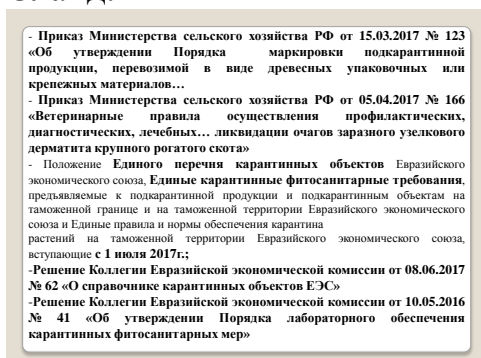 - Приказ Министерства сельского хозяйства РФ от 15.03.2017 № 123
«Об утверждении Порядка маркировки подкарантинной
продукции, перевозимой в виде древесных упаковочных или
крепежных материалов…
- Приказ Министерства сельского хозяйства РФ от 05.04.2017 № 166
«Ветеринарные правила осуществления профилактических,
диагностических, лечебных… ликвидации очагов заразного узелкового
дерматита крупного рогатого скота»
- Положение Единого перечня карантинных объектов Евразийского
экономического союза, Единые карантинные фитосанитарные требования,
предъявляемые к подкарантинной продукции и подкарантинным объектам на
таможенной границе и на таможенной территории Евразийского экономического
союза и Единые правила и нормы обеспечения карантина
растений на таможенной территории Евразийского экономического союза,
вступающие с 1 июля 2017г.;
-Решение Коллегии Евразийской экономической комиссии от 08.06.2017
№ 62 «О справочнике карантинных объектов ЕЭС»
-Решение Коллегии Евразийской экономической комиссии от 10.05.2016
№ 41 «Об утверждении Порядка лабораторного обеспечения
карантинных фитосанитарных мер»